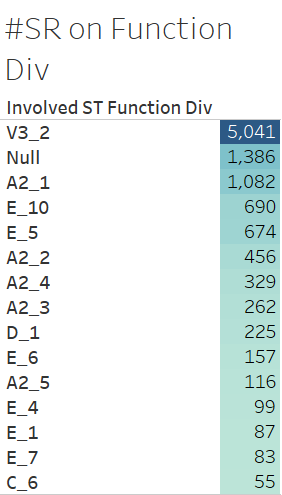 #SR on Function
Div
Involved ST Function Div
V3_2 5,041
Null 1,386
A2_1 1,082
E_10 690
E_5 674
A2_2 456
A2_4 329
A2_3 262
D_1 225
E_6 157
A2_5 116
E_4 99
E_1 87
E_7 83
C_6 55